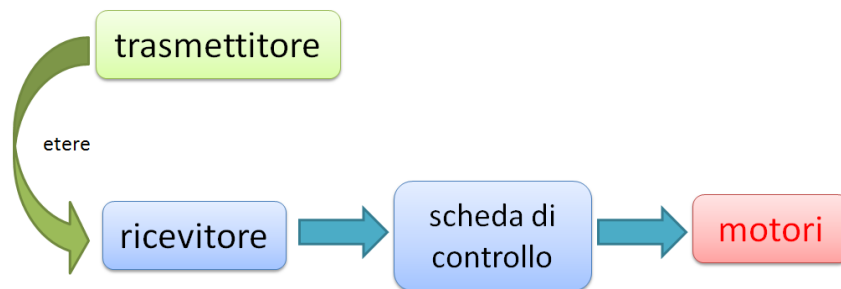 trasmettitore
etere
ricevitore
scheda di
controllo
motori